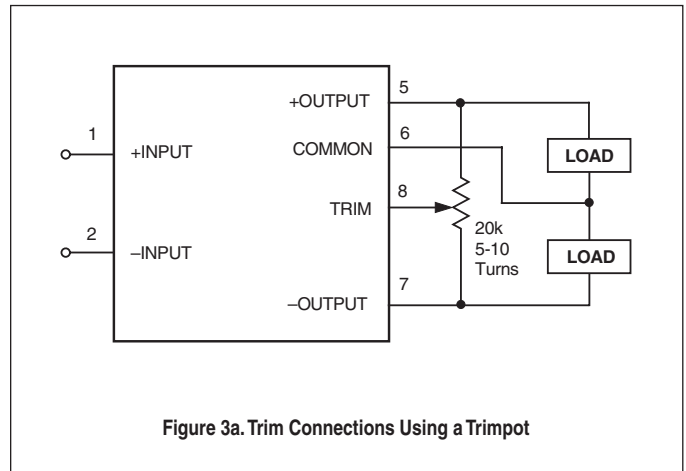 5
+OUTPUT
6
1
COMMON
LOAD
+INPUT
8
TRIM
20k
5-10
Turns
2
LOAD
–INPUT
7
–OUTPUT
Figure 3a. Trim Connections Using a Trimpot